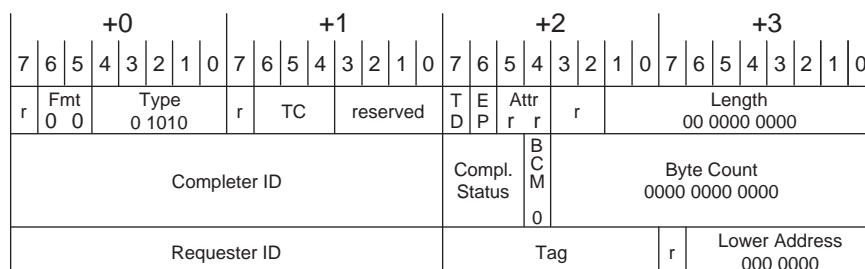 +0 +1 +2 +3
7 6 5 4 3 2 1 0 7 6 5 4 3 2 1 0 7 6 5 4 3 2 1 0 7 6 5 4 3 2 1 0
r Fmt Type r TC reserved T E Attr r Length
0 0 0 1010 D P r r 00 0000 0000
Completer ID Compl. Status B C M 0 Byte Count
0000 0000 0000
Requester ID Tag r Lower Address
000 0000